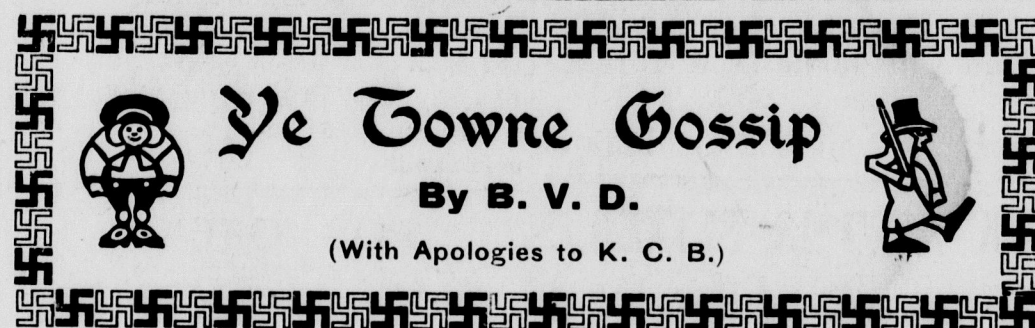 Ye Towne Gossip
By B. V. D.
(With Apologies to K. C. B.)